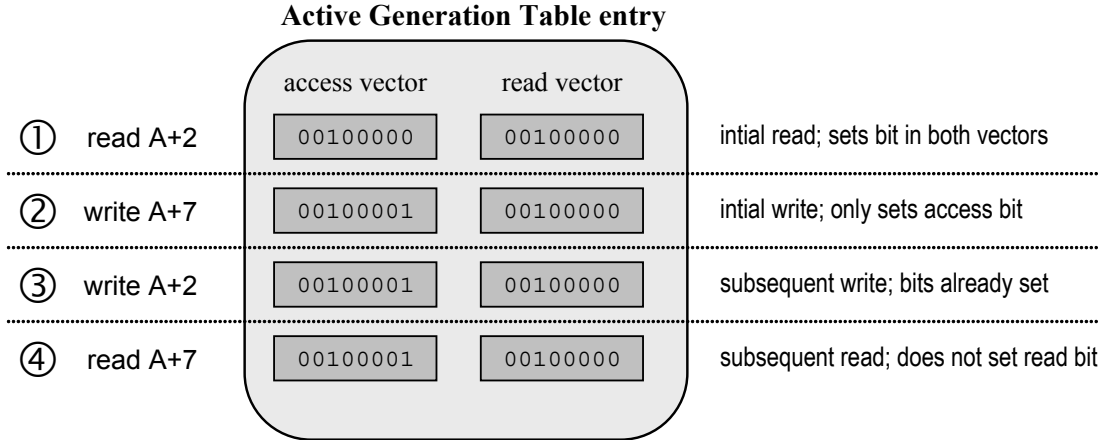 Active Generation Table entry
access vector read vector
① read A+2 00100000 00100000 intial read; sets bit in both vectors
② write A+7 00100001 00100000 intial write; only sets access bit
③ write A+2 00100001 00100000 subsequent write; bits already set
④ read A+7 00100001 00100000 subsequent read; does not set read bit